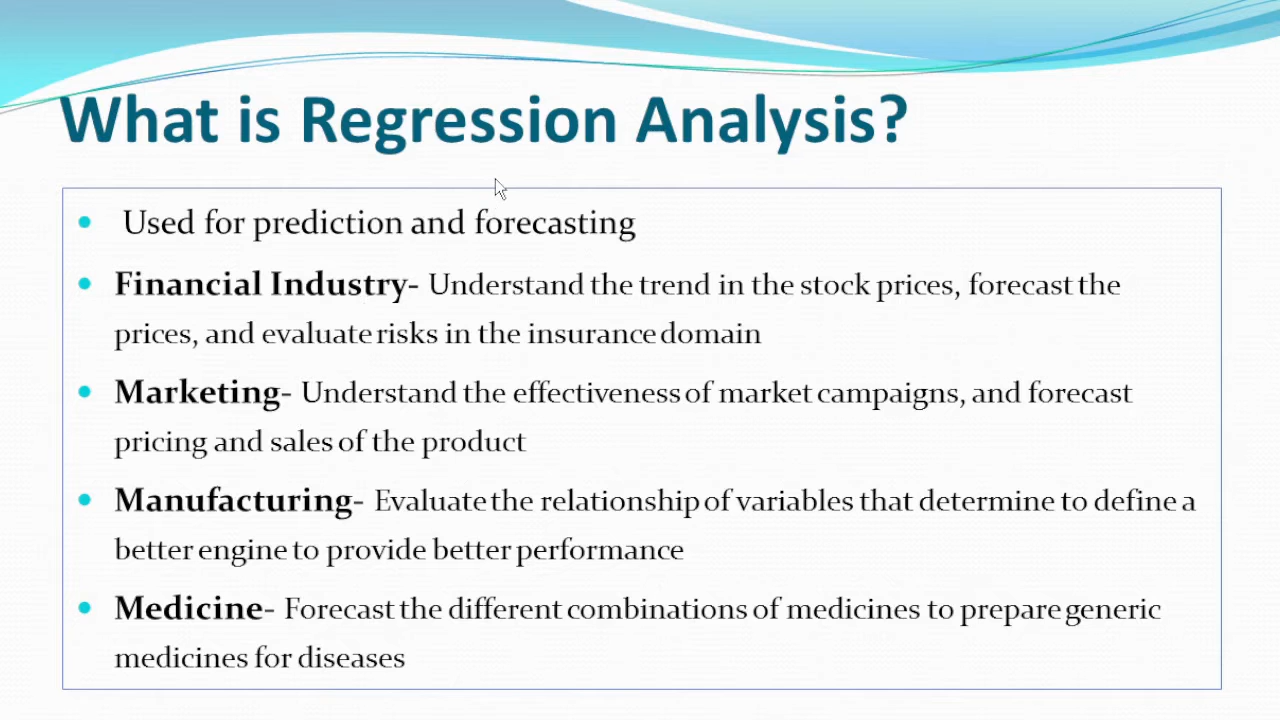 What is Regression Analysis?
• Used for prediction and forecasting
• Financial Industry- Understand the trend in the stock prices, forecast the
prices, and evaluate risks in the insurance domain
• Marketing- Understand the effectiveness of market campaigns, and forecast
pricing and sales of the product
• Manufacturing- Evaluate the relationship of variables that determine to define a
better engine to provide better performance
• Medicine- Forecast the different combinations of medicines to prepare generic
medicines for diseases